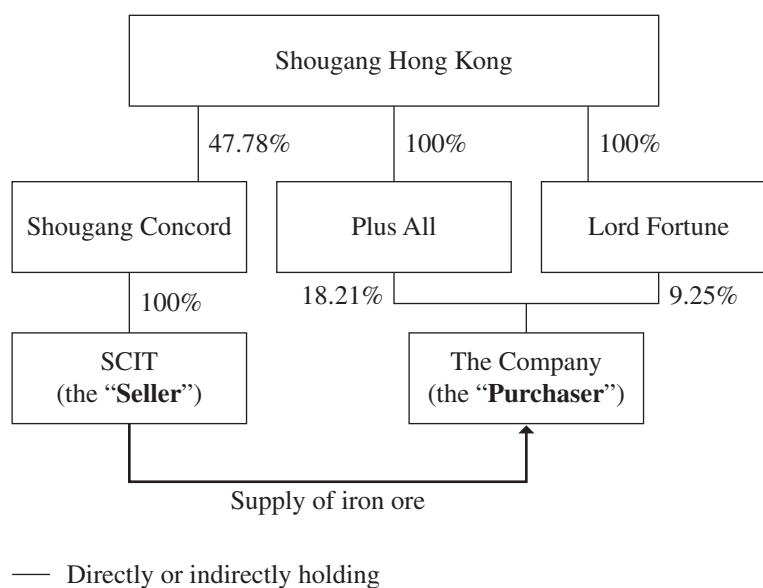 Shougang Hong Kong
47.78%
100%
100%
Shougang Concord
Plus All
Lord Fortune
100%
18.21%
9.25%
SCIT
(the “Seller”)
The Company
(the “Purchaser”)
Supply of iron ore
Directly or indirectly holding